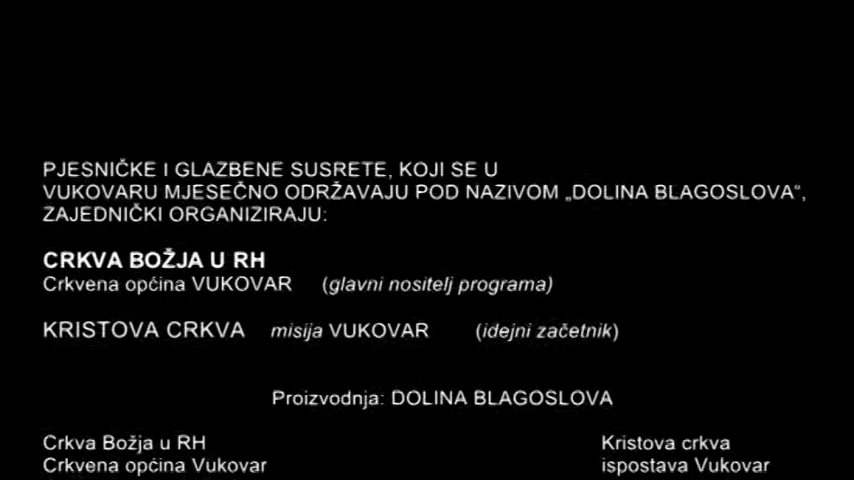 PJESNIČKE I GLAZBENE SUSRETE, KOJI SE U
VUKOVARU MJESEČNO ODRŽAVAJU POD NAZIVOM „DOLINA BLAGOSLOVA“,
ZAJEDNIČKI ORGANIZIRAJU:
CRKVA BOŽJA U RH
Crkvena općina VUKOVAR (glavni nositelj programa)
KRISTOVA CRKVA misija VUKOVAR (idejni začetnik)
Proizvodnja: DOLINA BLAGOSLOVA
Crkva Božja u RH Kristova crkva
Crkvena općina Vukovar ispostava Vukovar